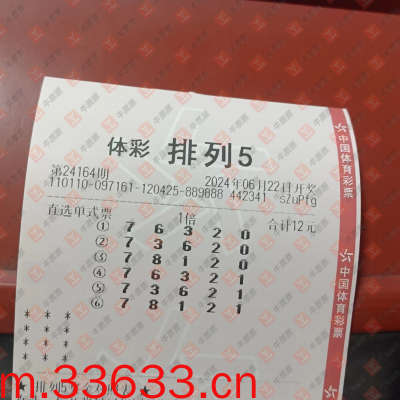 体彩 排列5
第24164期 2024年06月22日开奖
110110-097161-120425-889888 442341 sZuPfg
直选单式票 1倍 合计12元
① 7 6 3 2 0
② 7 3 6 2 0
③ 7 8 1 2 0
④ 7 6 3 2 1
⑤ 7 3 6 2 1
⑥ 7 8 1 2 1
* * *
* * *
* * *
* *
★ 排列5
中国体育彩票
中国体育彩票
m.33633.cn